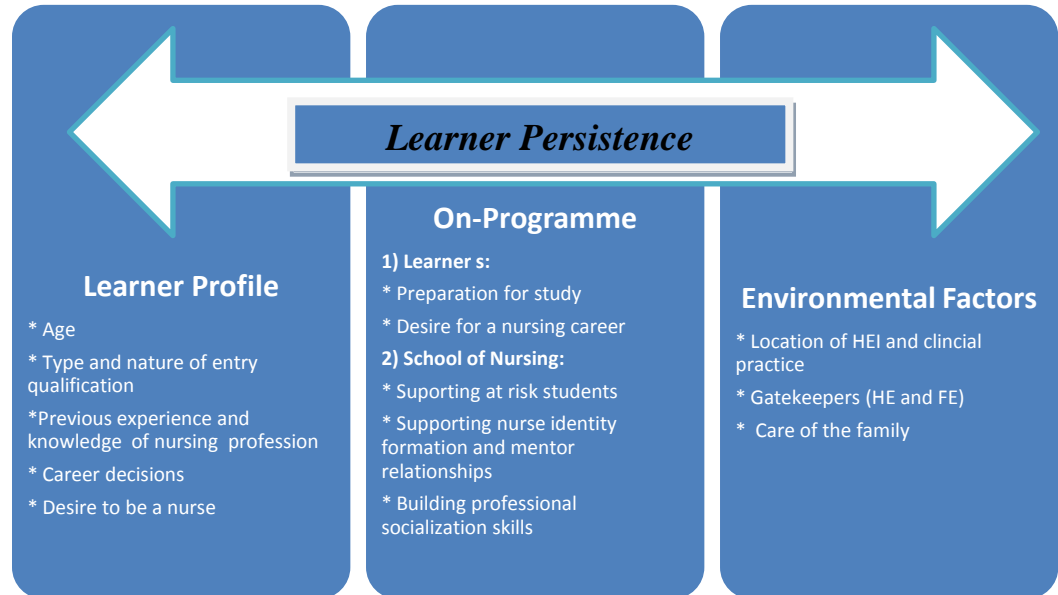 Learner Persistence
Learner Profile
* Age
* Type and nature of entry
qualification
*Previous experience and
knowledge of nursing profession
* Career decisions
* Desire to be a nurse
On-Programme
1) Learner s:
* Preparation for study
* Desire for a nursing career
2) School of Nursing:
* Suporting at risk students
* Supporting nurse identity
formation and mentor
relationships
* Building professional
socialization skills
Environmental Factors
* Location of HEI and clincial
practice
* Gatekeepers (HE and FE)
* Care of the family